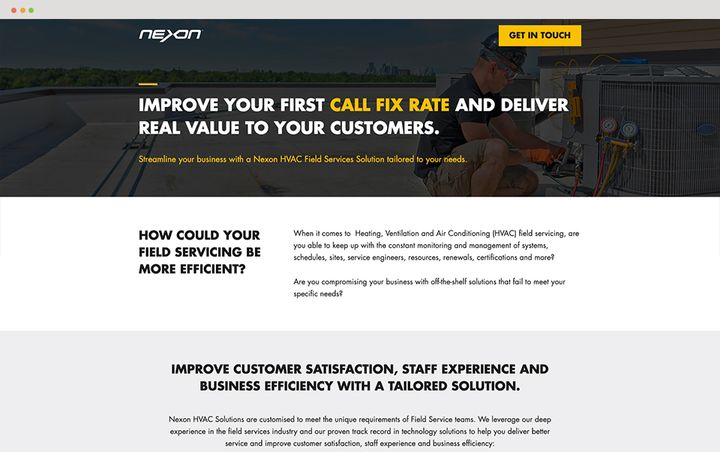 nexon
GET IN TOUCH
IMPROVE YOUR FIRST CALL FIX RATE AND DELIVER
REAL VALUE TO YOUR CUSTOMERS.
Streamline your business with a Nexon HVAC Field Services Solution tailored to your needs.
HOW COULD YOUR
FIELD SERVICING BE
MORE EFFICIENT?
When it comes to Heating, Ventilation and Air Conditioning (HVAC) field servicing, are
you able to keep up with the constant monitoring and management of systems,
schedules, sites, service engineers, resources, renewals, certifications and more?
Are you compromising your business with off-the-shelf solutions that fail to meet your
specific needs?
IMPROVE CUSTOMER SATISFACTION, STAFF EXPERIENCE AND
BUSINESS EFFICIENCY WITH A TAILORED SOLUTION.
Nexon HVAC Solutions are customised to meet the unique requirements of Field Service teams. We leverage our deep
experience in the field services industry and our proven track record in technology solutions to help you deliver better
service and improve customer satisfaction, staff experience and business efficiency: